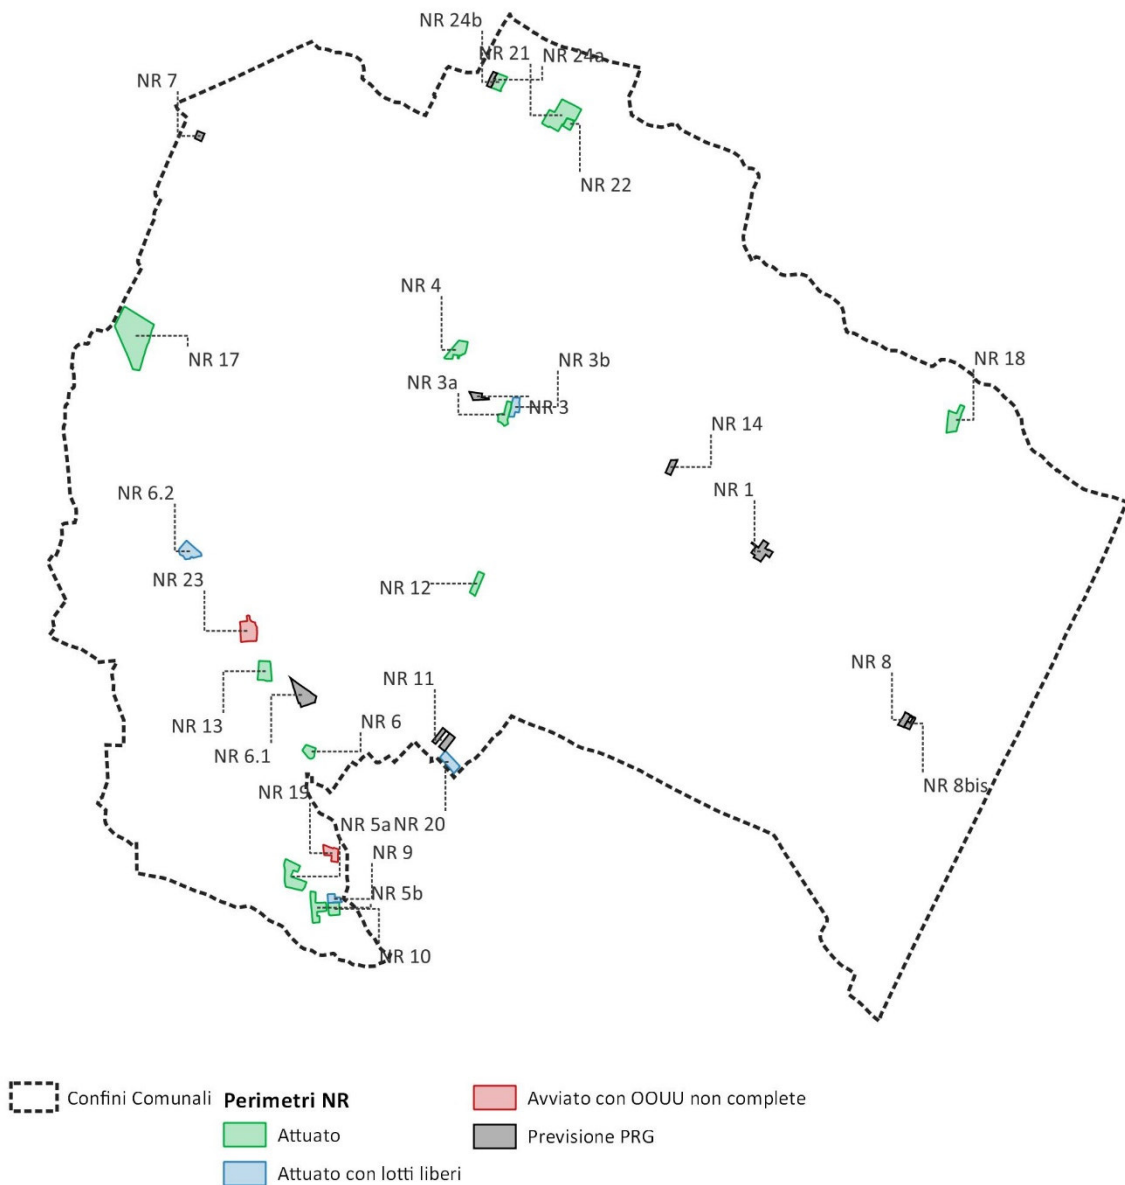 NR 24b
NR 21 NR 24a
NR 7
NR 22
NR 4
NR 17
NR 3b
NR 18
NR 3a
NR 3
NR 14
NR 6.2
NR 1
NR 23
NR 12
NR 8
NR 11
NR 13
NR 6
NR 6.1
NR 8bis
NR 19
NR 5a NR 20
NR 9
NR 5b
NR 10
Confini Comunali
Perimetri NR
Attuato
Attuato con lotti liberi
Avviato con OOUU non complete
Previsione PRG